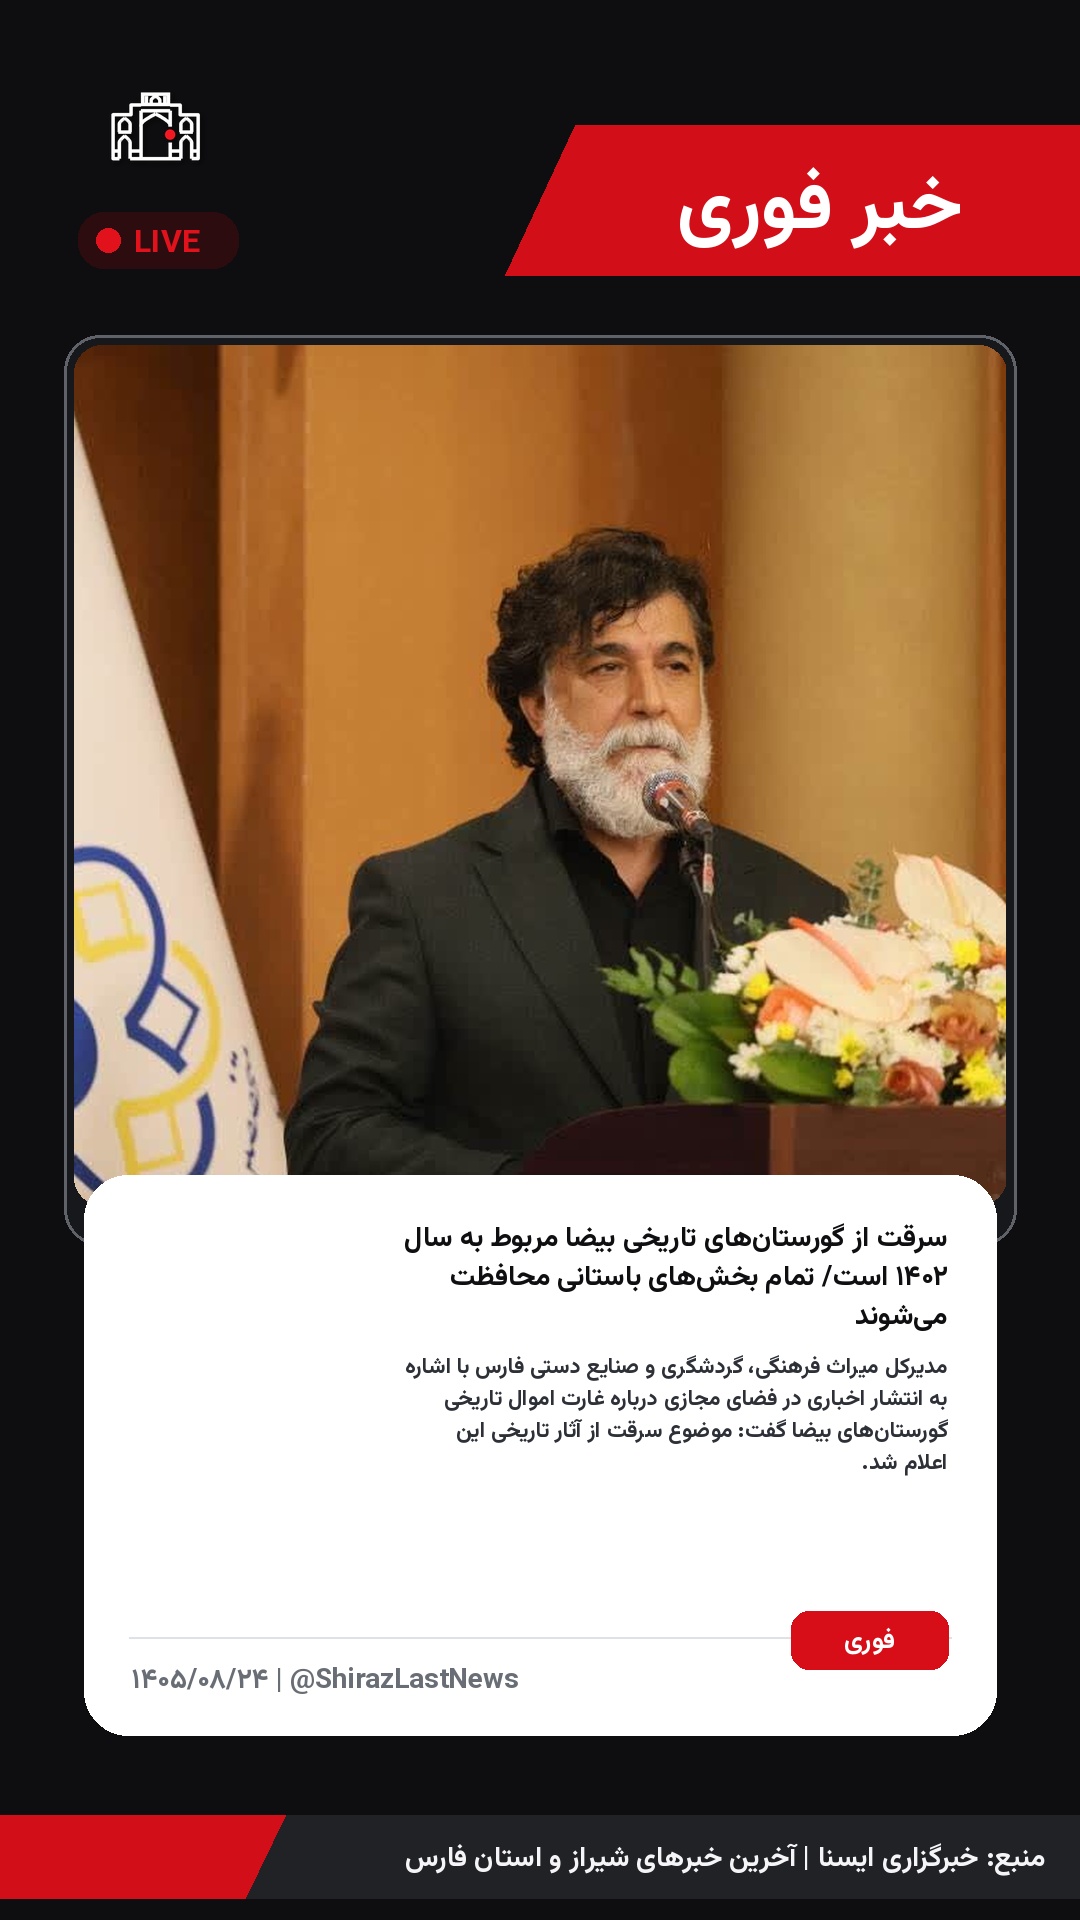 خبر فوری
LIVE
سرقت از گورستان‌های تاریخی بیضا مربوط به سال
۱۴۰۲ است/ تمام بخش‌های باستانی محافظت
می‌شوند
مدیرکل میراث فرهنگی، گردشگری و صنایع دستی فارس با اشاره
به انتشار اخباری در فضای مجازی درباره غارت اموال تاریخی
گورستان‌های بیضا گفت: موضوع سرقت از آثار تاریخی این
اعلام شد.
فوری
۱۴۰۵/۰۸/۲۴ | @ShirazLastNews
منبع: خبرگزاری ایسنا | آخرین خبرهای شیراز و استان فارس